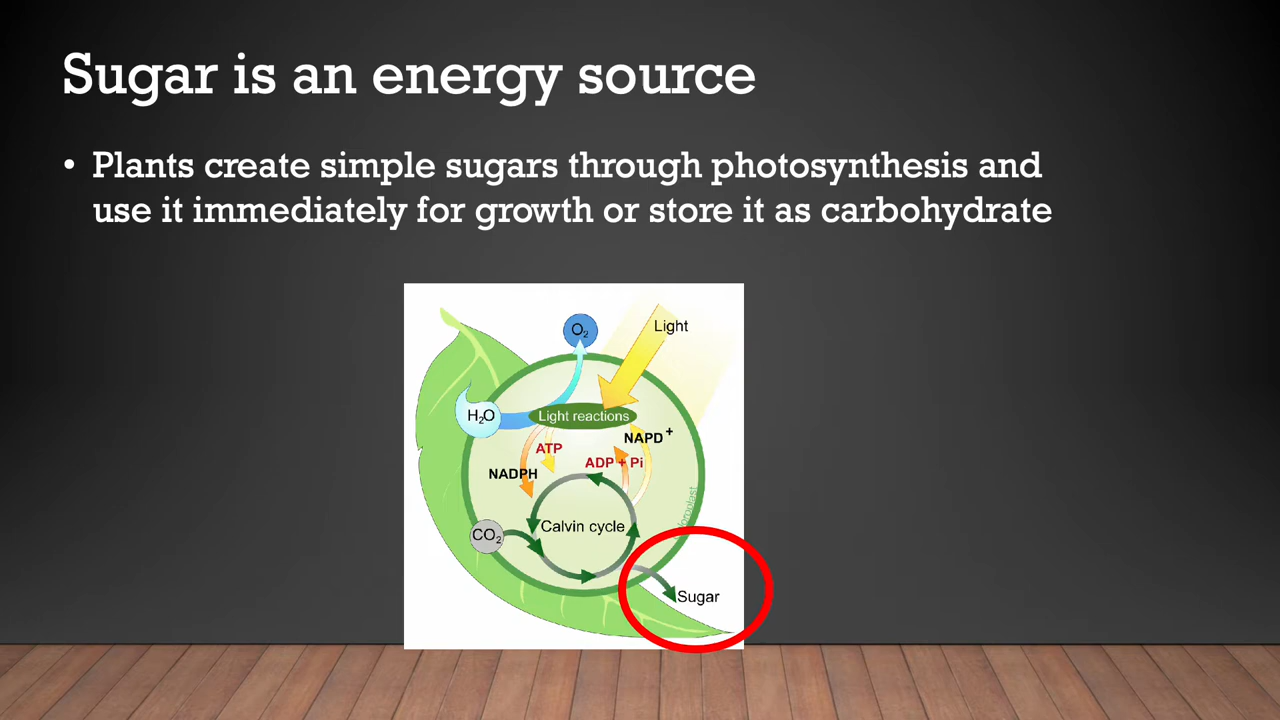 Sugar is an energy source
• Plants create simple sugars through photosynthesis and
use it immediately for growth or store it as carbohydrate
O₂
Light
H₂O
Light reactions
NAPD⁺
ATP
ADP + Pi
NADPH
Calvin cycle
CO₂
Sugar